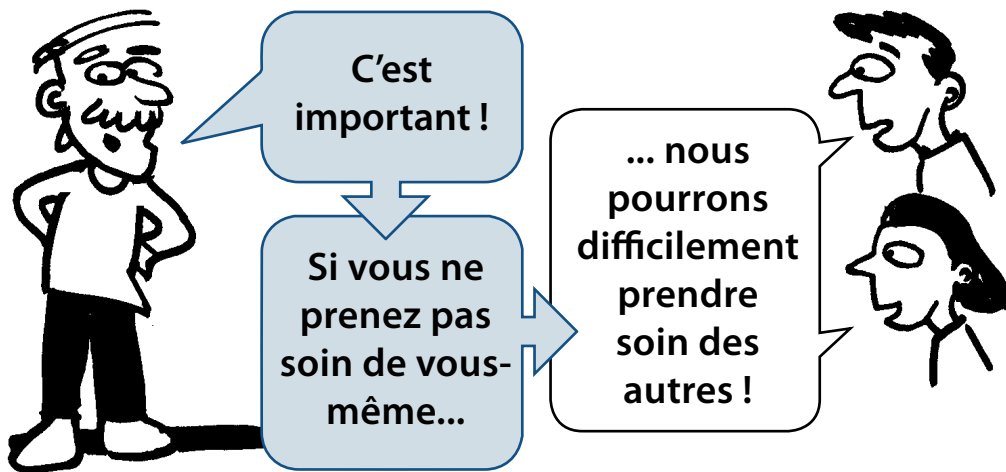 C’est
important !
Si vous ne
prenez pas
soin de vous-
même...
... nous
pourrons
difficilement
prendre
soin des
autres !